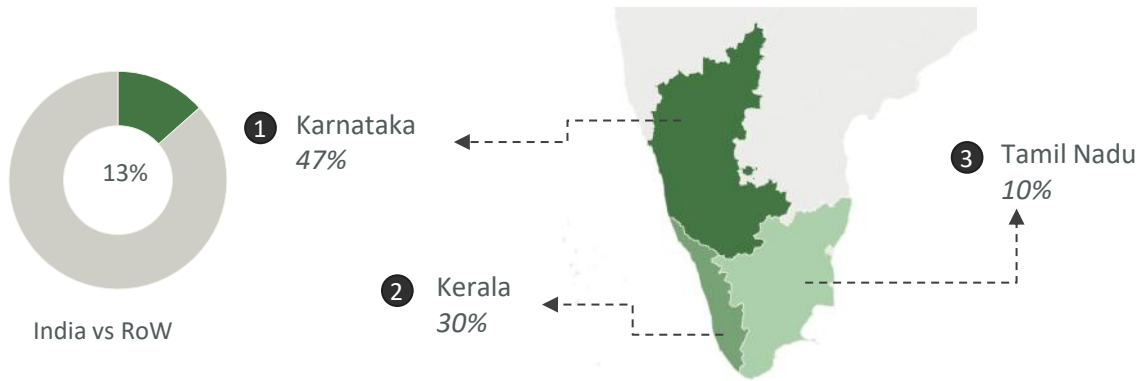 13%
India vs RoW
1 Karnataka
47%
2 Kerala
30%
3 Tamil Nadu
10%